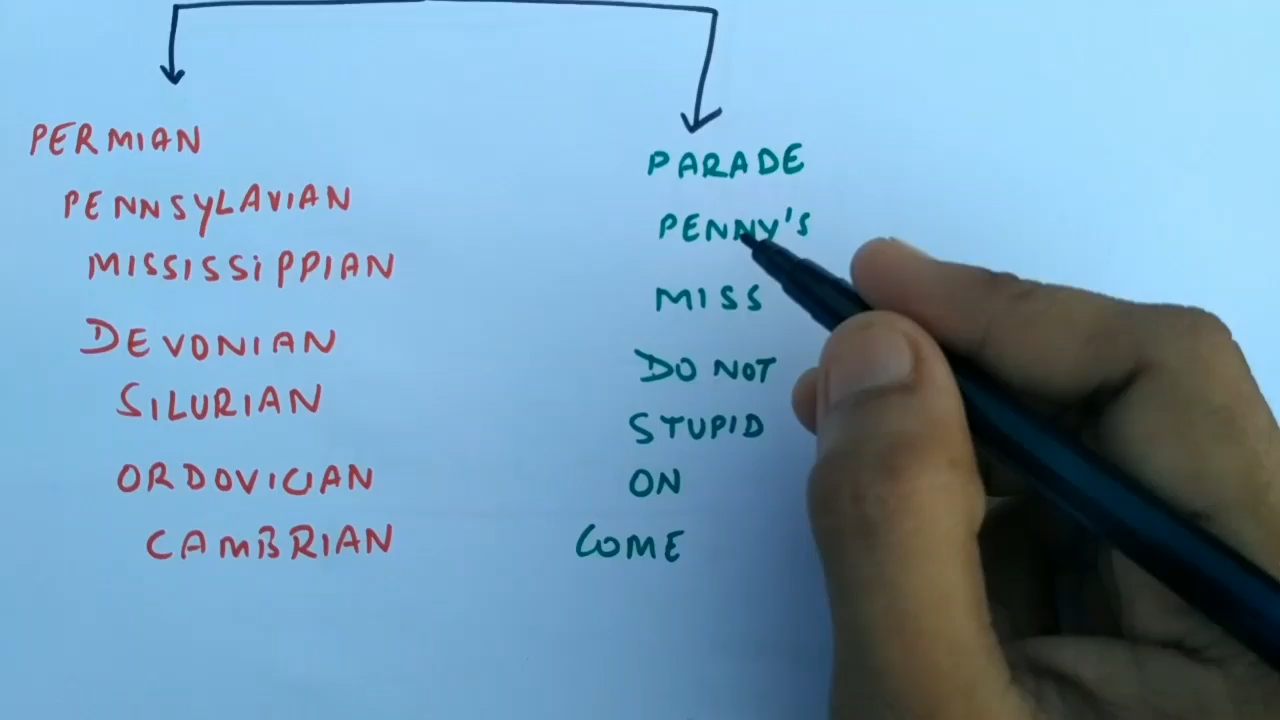 PERMIAN
PENNSYLAVIAN
MISSISSiPPIAN
DEVONIAN
SILURIAN
ORDOVICIAN
CAMBRIAN
PARADE
PENNY'S
MISS
DO NOT
STUPID
ON
COME